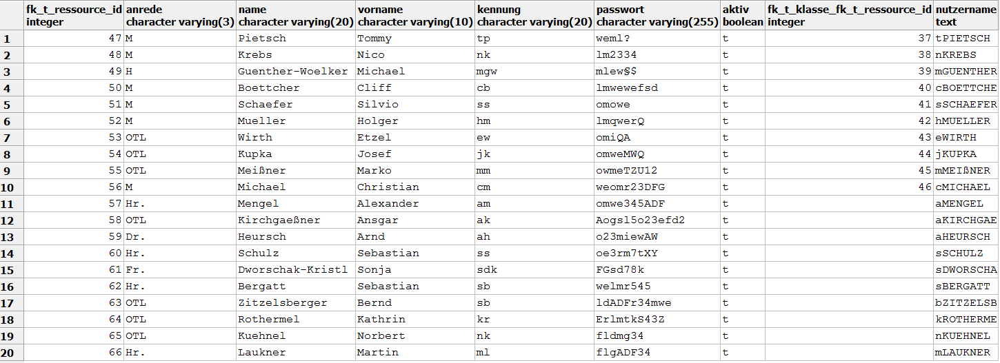 fk_t_ressource_id anrede name vorname kennung passwort aktiv fk_t_klasse_fk_t_ressource_id nutzername
integer character varying(3) character varying(20) character varying(10) character varying(20) character varying(255) boolean integer text
1 47 M Pietsch Tommy tp weml? t 37 tPIETSCH
2 48 M Krebs Nico nk lm2334 t 38 nKREBS
3 49 H Guenther-Woelker Michael mgw mlew§$ t 39 mGUENTHER
4 50 M Boettcher Cliff cb lmwewefsd t 40 cBOETTCHE
5 51 M Schaefer Silvio ss omowe t 41 sSCHAEFER
6 52 M Mueller Holger hm lmqwerQ t 42 hMUELLER
7 53 OTL Wirth Etzel ew omiQA t 43 eWIRTH
8 54 OTL Kupka Josef jk omweMWQ t 44 jKUPKA
9 55 OTL Meißner Marko mm owmeTZU12 t 45 mMEIßNER
10 56 M Michael Christian cm weomr23DFG t 46 cMICHAEL
11 57 Hr. Mengel Alexander am omwe345ADF t aMENGEL
12 58 OTL Kirchgaeßner Ansgar ak Aogsl5o23efd2 t aKIRCHGAE
13 59 Dr. Heursch Arnd ah o23miewAW t aHEURSCH
14 60 Hr. Schulz Sebastian ss oe3rm7tXY t sSCHULZ
15 61 Fr. Dworschak-Kristl Sonja sdk FGsd78k t sDWORSCHA
16 62 Hr. Bergatt Sebastian sb welmr545 t sBERGATT
17 63 OTL Zitzelsberger Bernd sb ldADFr34mwe t bZITZELSB
18 64 OTL Rothermel Kathrin kr ErlmtkS43Z t kROTHERME
19 65 OTL Kuehnel Norbert nk fldmg34 t nKUEHNEL
20 66 Hr. Laukner Martin ml flgADF34 t mLAUKNER